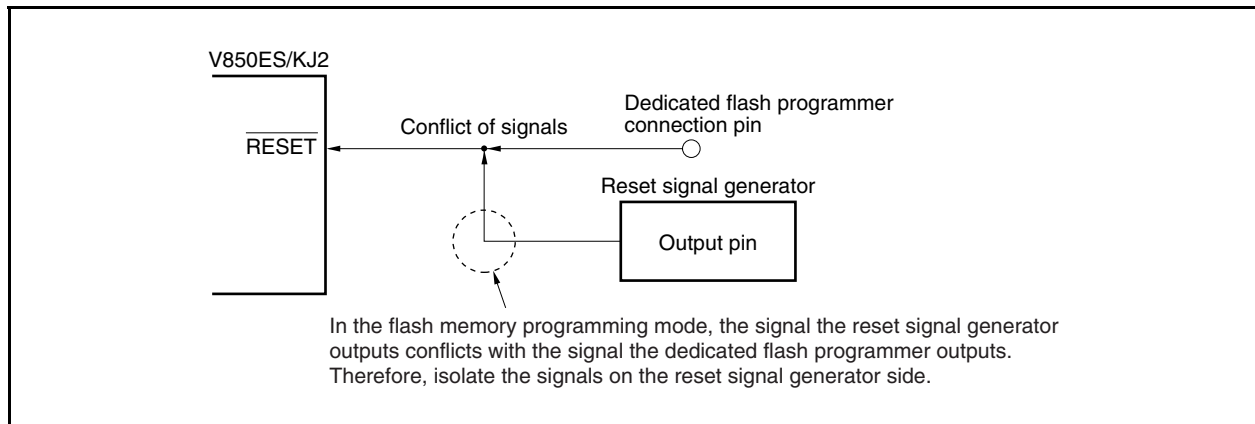 V850ES/KJ2
RESET
Conflict of signals
Dedicated flash programmer
connection pin
Reset signal generator
Output pin
In the flash memory programming mode, the signal the reset signal generator
outputs conflicts with the signal the dedicated flash programmer outputs.
Therefore, isolate the signals on the reset signal generator side.